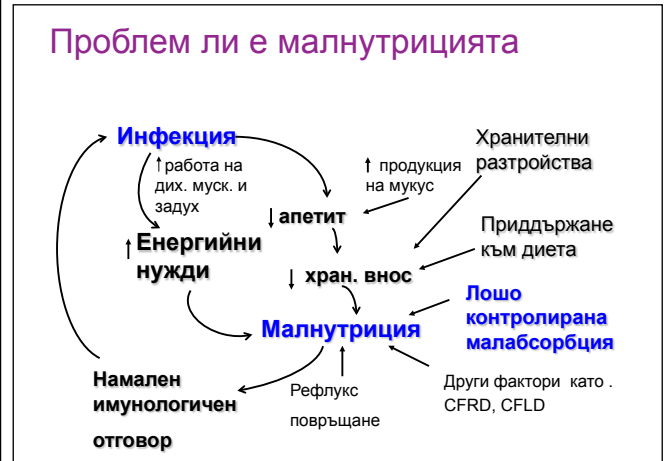 Проблем ли е малнутрицията
Инфекция
↑работа на
дих. муск. и
задух
↑ продукция
на мукус
Хранителни
разтройства
↓ апетит
↑ Енергийни
нужди
↓ хран. внос
Приддържане
към диета
Малнутриция
Лошо
контролирана
малабсорбция
Намален
имунологичен
отговор
Рефлукс
повръщане
Други фактори като .
CFRD, CFLD